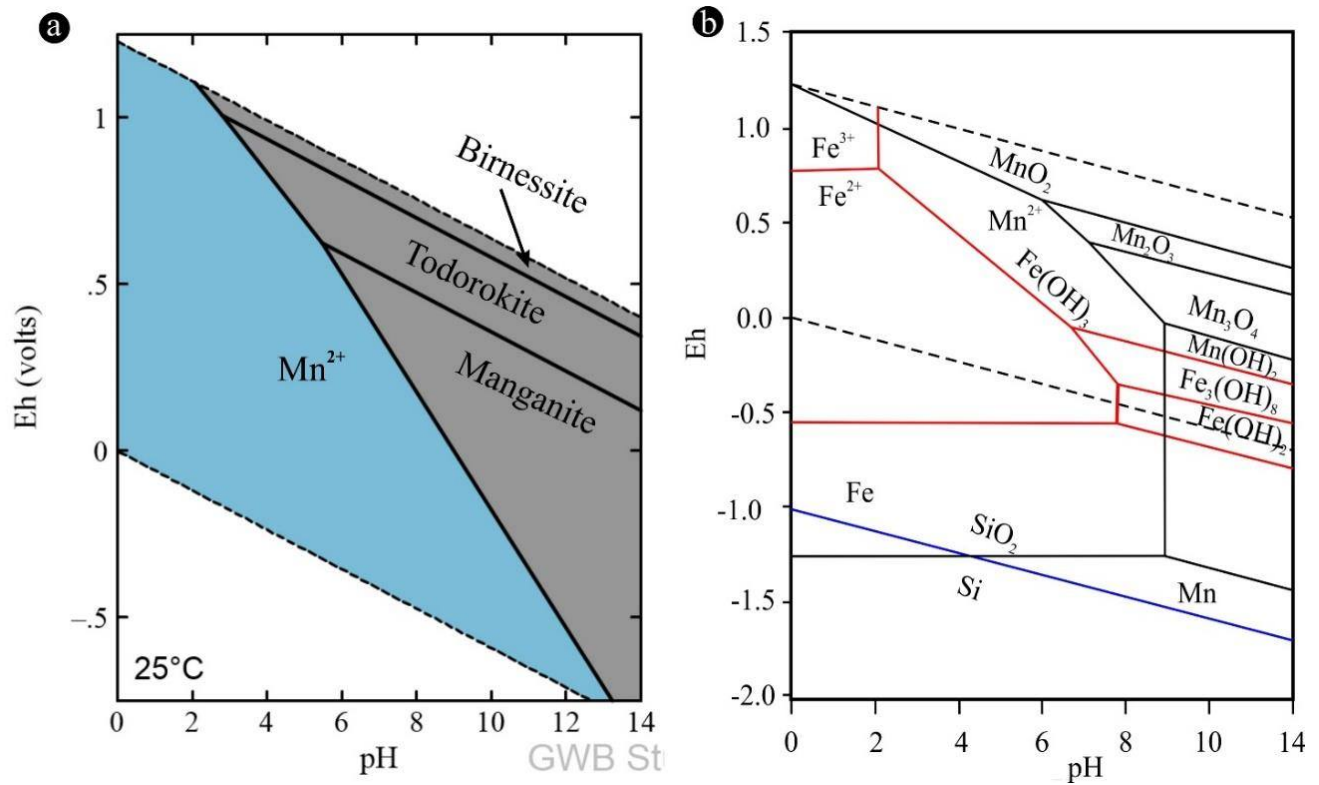 a
Eh (volts)
1
.5
0
–.5
Birnessite
Todorokite
Mn²⁺
Manganite
25°C
0 2 4 6 8 10 12 14
pH
GWB St
b
Eh
1.5
1.0
0.5
0.0
-0.5
-1.0
-1.5
-2.0
Fe³⁺
Fe²⁺
MnO₂
Mn²⁺
Mn₂O₃
Fe(OH)₃
Mn₃O₄
Mn(OH)₂
Fe₃(OH)₈
Fe(OH)₂
Fe
SiO₂
Si
Mn
0 2 4 6 8 10 14
pH